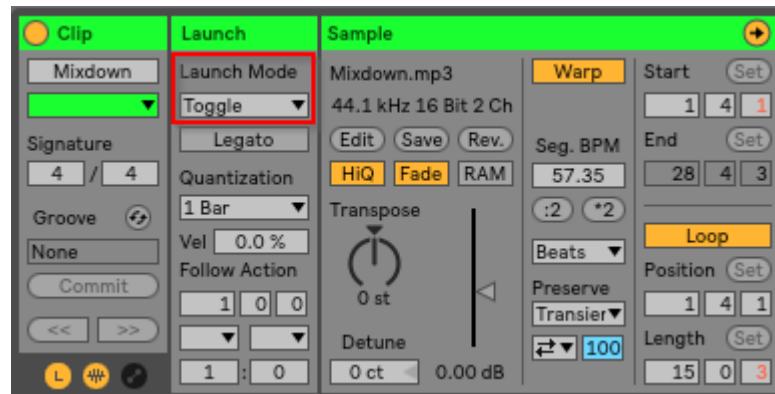 Clip
Mixdown
Signature
4 / 4
Groove
None
Commit
<< >>
L
Launch
Launch Mode
Toggle
Legato
Quantization
1 Bar
Vel 0.0 %
Follow Action
1 0 0
1 : 0
Sample
Mixdown.mp3
44.1 kHz 16 Bit 2 Ch
Edit Save Rev.
HiQ Fade RAM
Transpose
0 st
Detune
0 ct 0.00 dB
Warp
Seg. BPM
57.35
:2 *2
Beats
Preserve
Transier
100
Start Set
1 4 1
End Set
28 4 3
Loop
Position Set
1 4 1
Length Set
15 0 3